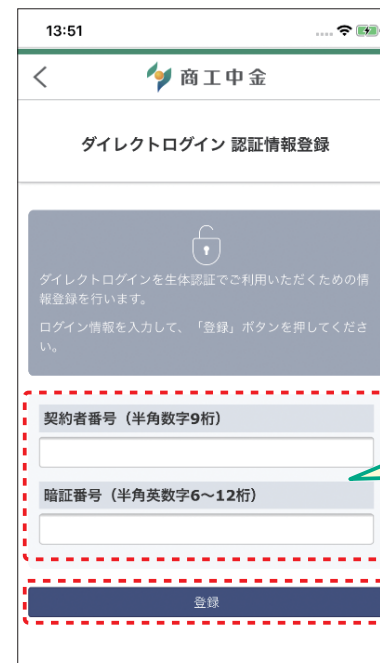 13:51
商工中金
ダイレクトログイン 認証情報登録
ダイレクトログインを生体認証でご利用いただくための情
報登録を行います。
ログイン情報を入力して、「登録」ボタンを押してくださ
い。
契約者番号（半角数字9桁）
暗証番号（半角英数字6〜12桁）
登録